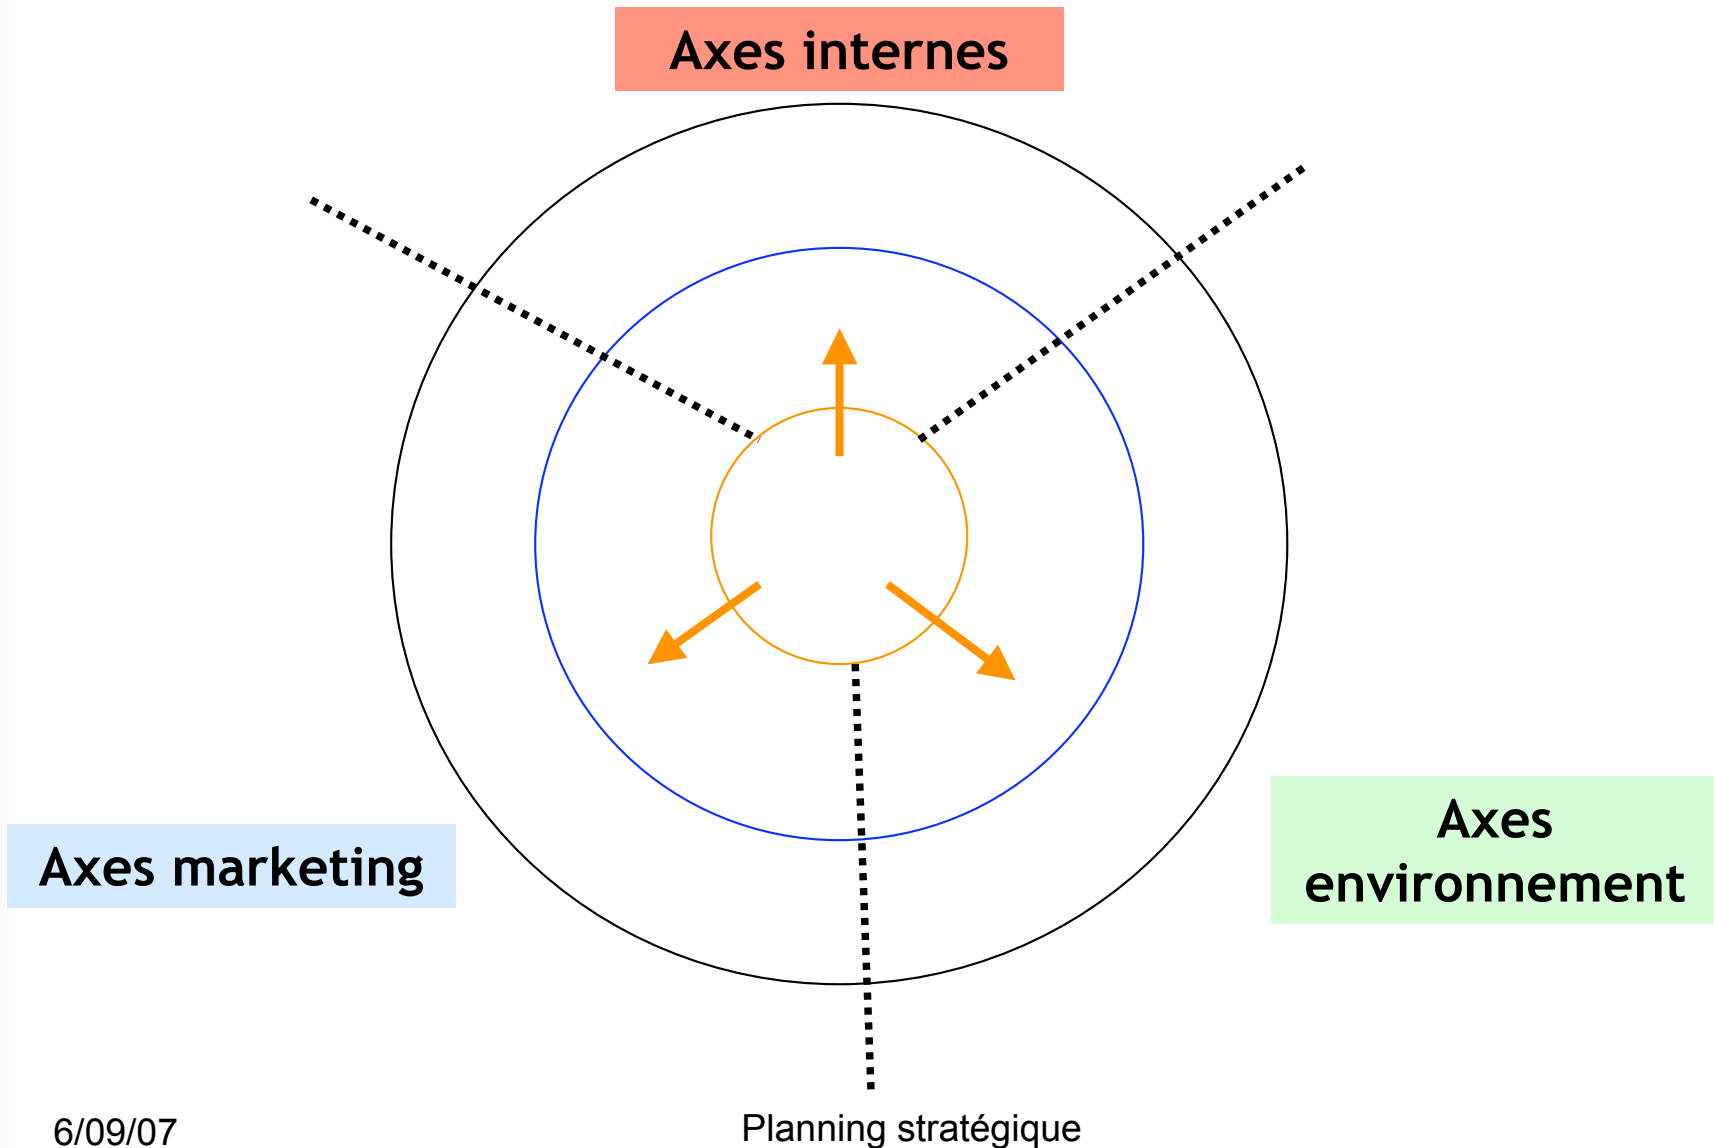 Axes internes
Axes marketing
Axes
environnement
6/09/07
Planning stratégique